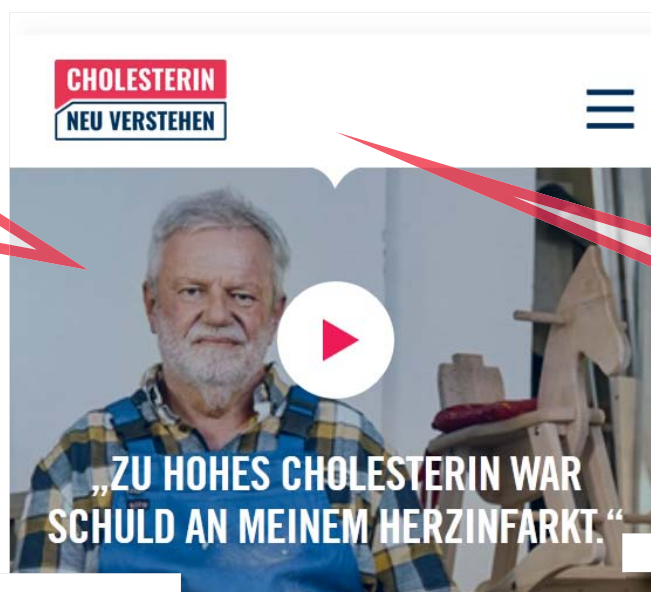 CHOLESTERIN
NEU VERSTEHEN
„ZU HOHES CHOLESTERIN WAR
SCHULD AN MEINEM HERZINFARKT.“